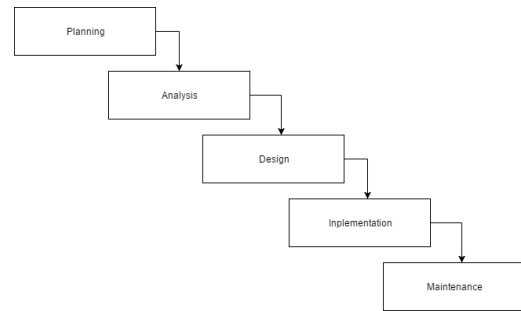 Planning
Analysis
Design
Inplementation
Maintenance